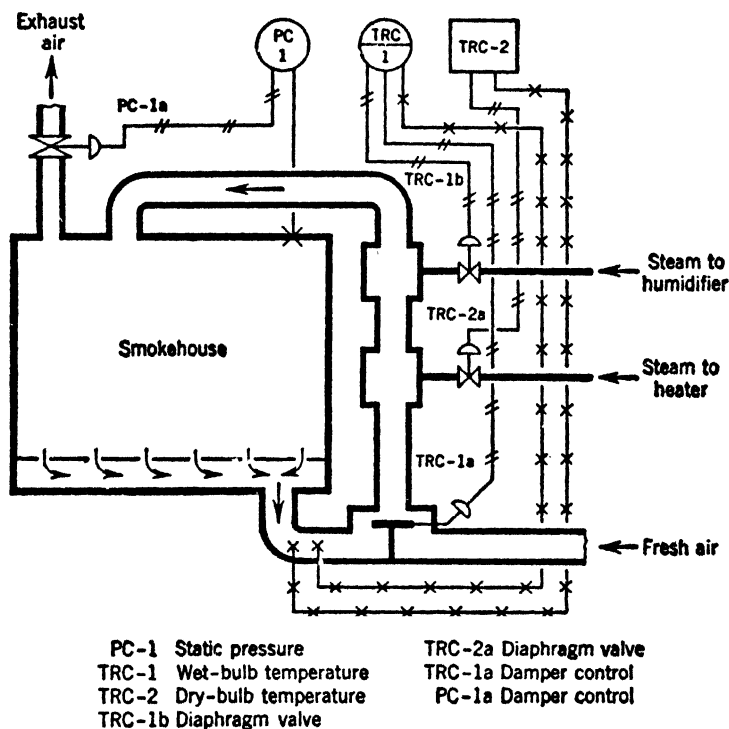 Exhaust
air
PC
1
TRC
1
TRC-2
PC-1a
TRC-1b
Steam to
humidifier
TRC-2a
Smokehouse
Steam to
heater
TRC-1a
Fresh air
PC-1 Static pressure
TRC-1 Wet-bulb temperature
TRC-2 Dry-bulb temperature
TRC-1b Diaphragm valve
TRC-2a Diaphragm valve
TRC-1a Damper control
PC-1a Damper control